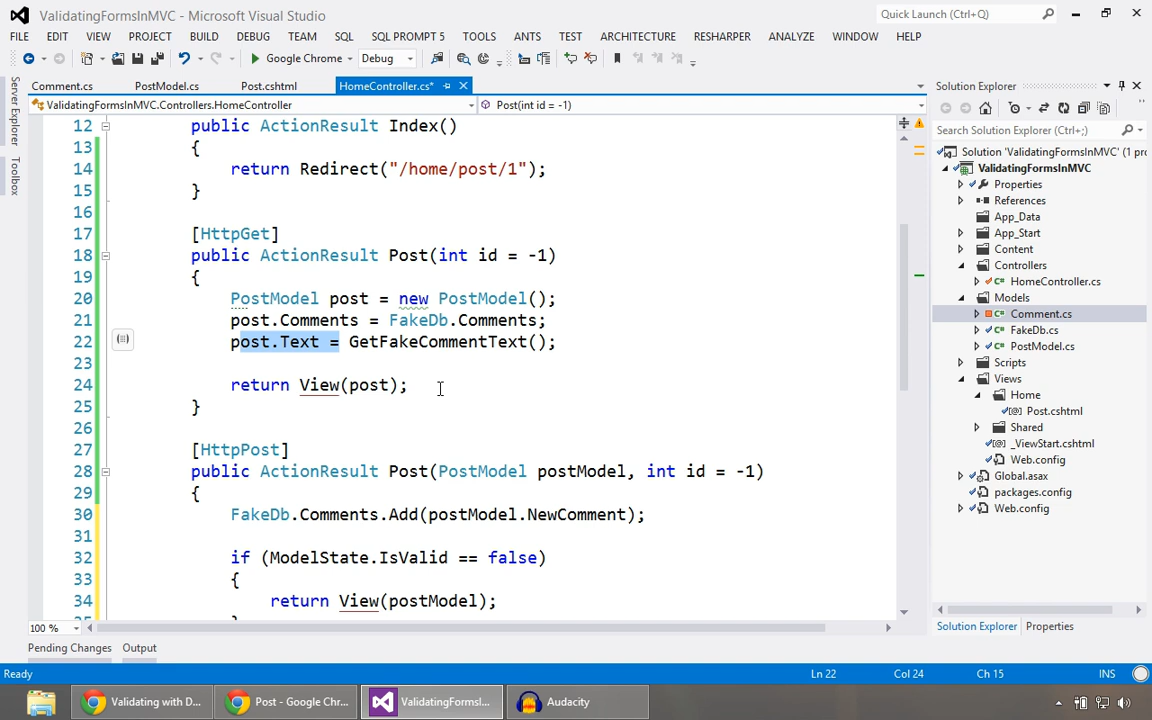 ValidatingFormsInMVC - Microsoft Visual Studio
Quick Launch (Ctrl+Q)
FILE EDIT VIEW PROJECT BUILD DEBUG TEAM SQL SQL PROMPT 5 TOOLS ANTS TEST ARCHITECTURE RESHARPER ANALYZE WINDOW HELP
Google Chrome Debug
Server Explorer
Toolbox
Comment.cs PostModel.cs Post.cshtml HomeController.cs*
ValidatingFormsInMVC.Controllers.HomeController Post(int id = -1)
12 public ActionResult Index()
13 {
14 return Redirect("/home/post/1");
15 }
16
17 [HttpGet]
18 public ActionResult Post(int id = -1)
19 {
20 PostModel post = new PostModel();
21 post.Comments = FakeDb.Comments;
22 post.Text = GetFakeCommentText();
23
24 return View(post);
25 }
26
27 [HttpPost]
28 public ActionResult Post(PostModel postModel, int id = -1)
29 {
30 FakeDb.Comments.Add(postModel.NewComment);
31
32 if (ModelState.IsValid == false)
33 {
34 return View(postModel);
100 %
Solution Explorer
Search Solution Explorer (Ctrl+;)
Solution 'ValidatingFormsInMVC' (1 pro
ValidatingFormsInMVC
Properties
References
App_Data
App_Start
Content
Controllers
HomeController.cs
Models
Comment.cs
FakeDb.cs
PostModel.cs
Scripts
Views
Home
Post.cshtml
Shared
_ViewStart.cshtml
Web.config
Global.asax
packages.config
Web.config
Solution Explorer Properties
Pending Changes Output
Ready Ln 22 Col 24 Ch 15 INS
Validating with D... Post - Google Chr... ValidatingFormsI... Audacity